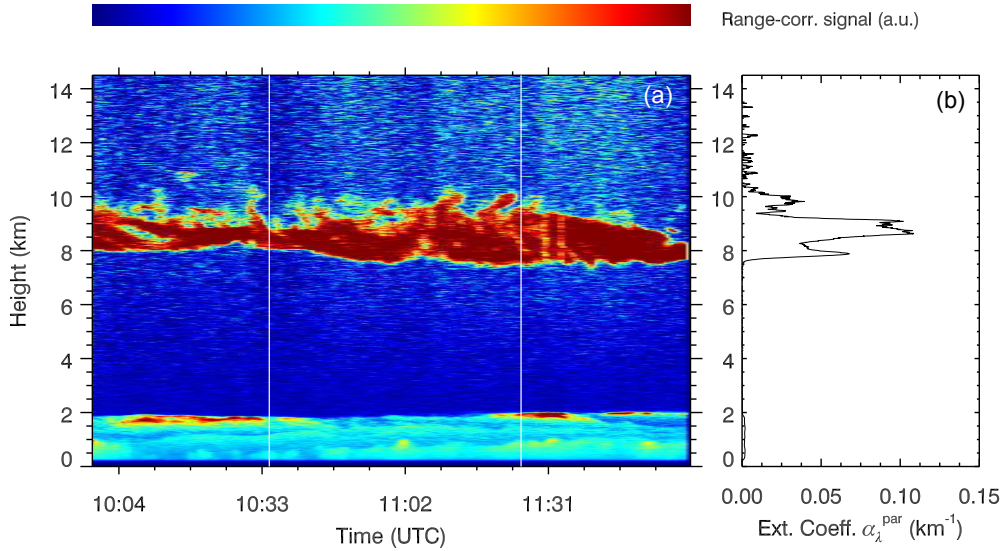 Range-corr. signal (a.u.)
(a)
(b)
14
12
10
8
6
4
2
0
Height (km)
10:04 10:33 11:02 11:31
Time (UTC)
14
12
10
8
6
4
2
0
0.00 0.05 0.10 0.15
Ext. Coeff. αλ^par (km^-1)